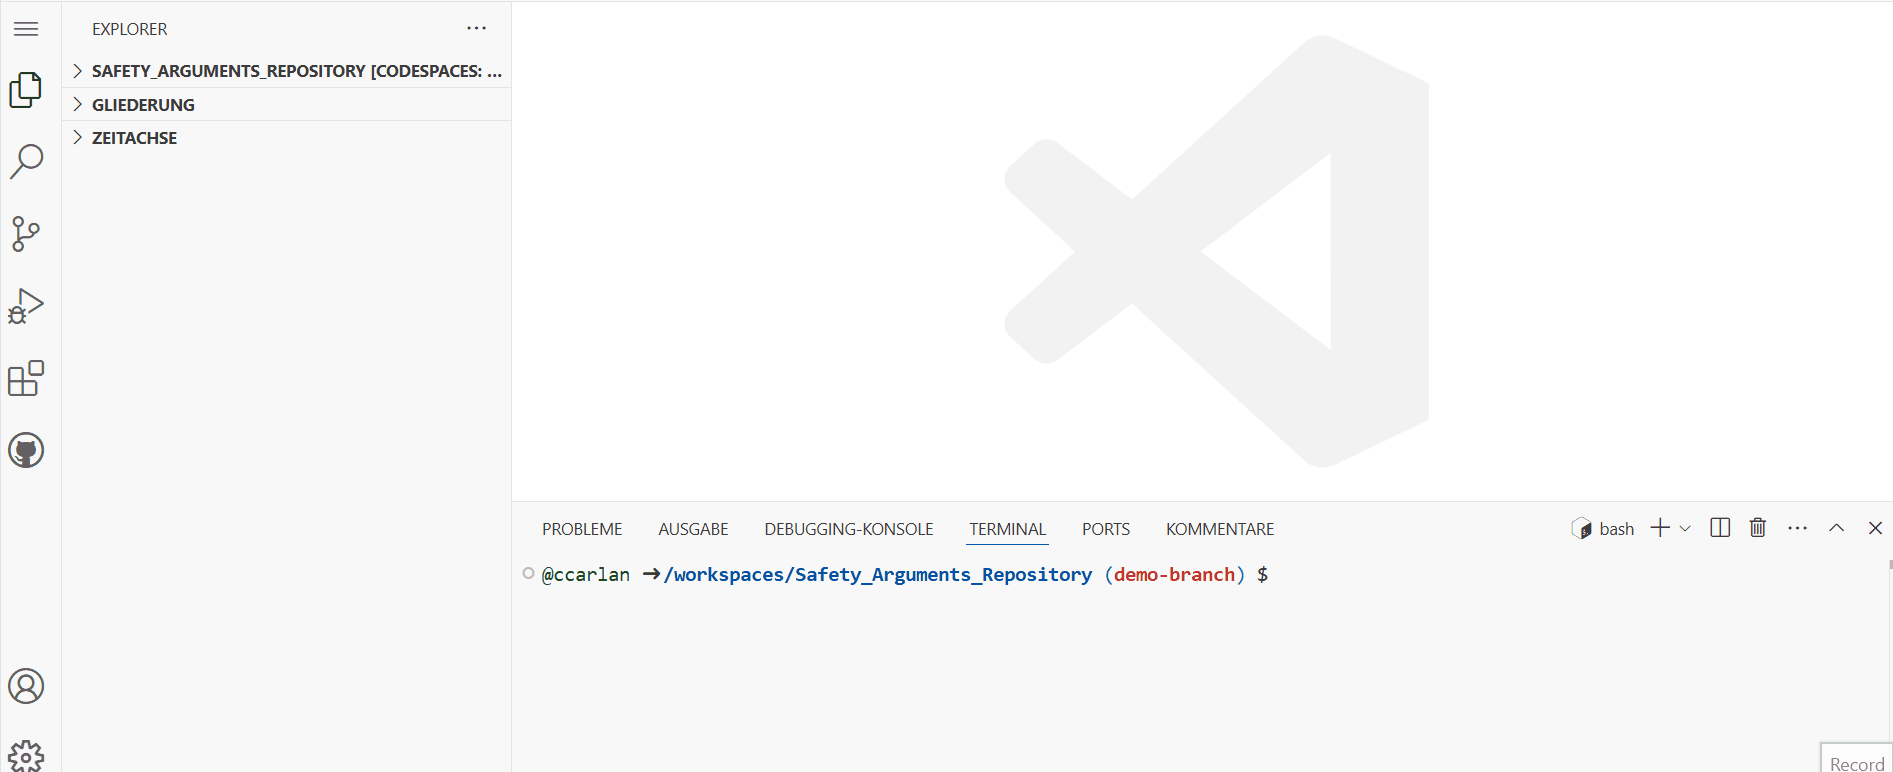 EXPLORER
SAFETY_ARGUMENTS_REPOSITORY [CODESPACES: ...
GLIEDERUNG
ZEITACHSE
PROBLEME AUSGABE DEBUGGING-KONSOLE TERMINAL PORTS KOMMENTARE bash
@ccarlan ➜/workspaces/Safety_Arguments_Repository (demo-branch) $
Record